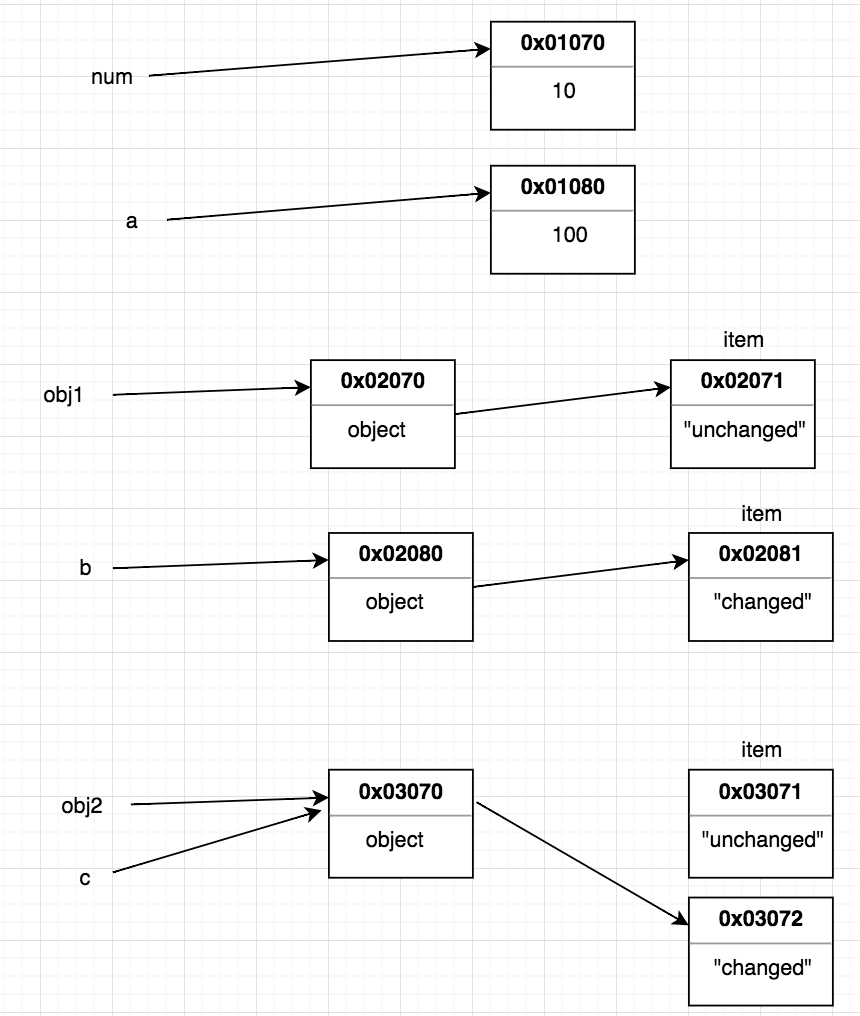 0x01070
num
10
0x01080
a
100
item
obj1
0x02070
0x02071
object
"unchanged"
item
b
0x02080
0x02081
object
"changed"
item
obj2
0x03070
0x03071
object
"unchanged"
c
0x03072
"changed"